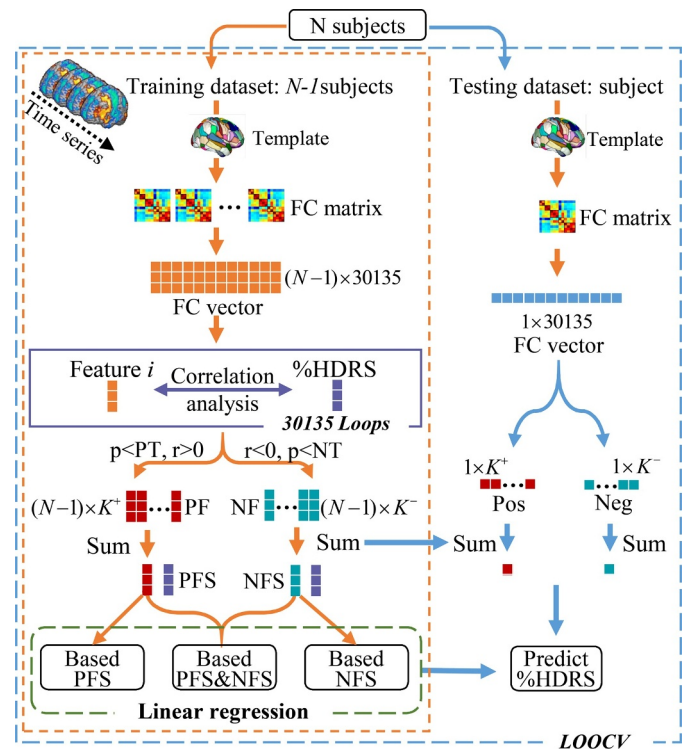 N subjects
Time series
Training dataset: N-1 subjects
Template
FC matrix
(N−1)×30135
FC vector
Feature i
Correlation
analysis
%HDRS
30135 Loops
p<PT, r>0
r<0, p<NT
(N−1)×K⁺
PF
NF
(N−1)×K⁻
Sum
Sum
PFS
NFS
Based
PFS
Based
PFS&NFS
Based
NFS
Linear regression
Testing dataset: subject
Template
FC matrix
1×30135
FC vector
1×K⁺
Pos
1×K⁻
Neg
Sum
Sum
Predict
%HDRS
LOOCV